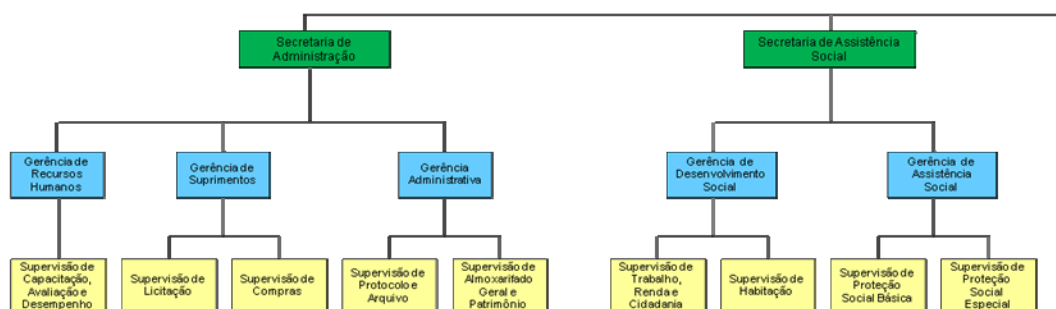 Secretaria de
Administração
Secretaria de Assistência
Social
Gerência de
Recursos
Humanos
Gerência de
Suprimentos
Gerência
Administrativa
Gerência de
Desenvolvimento
Social
Gerência de
Assistência
Social
Supervisão de
Capacitação,
Avaliação e
Desempenho
Supervisão de
Licitação
Supervisão de
Compras
Supervisão de
Protocolo e
Arquivo
Supervisão de
Almoxarifado
Geral e
Patrimônio
Supervisão de
Trabalho,
Renda e
Cidadania
Supervisão de
Habitação
Supervisão de
Proteção
Social Básica
Supervisão de
Proteção
Social
Especial